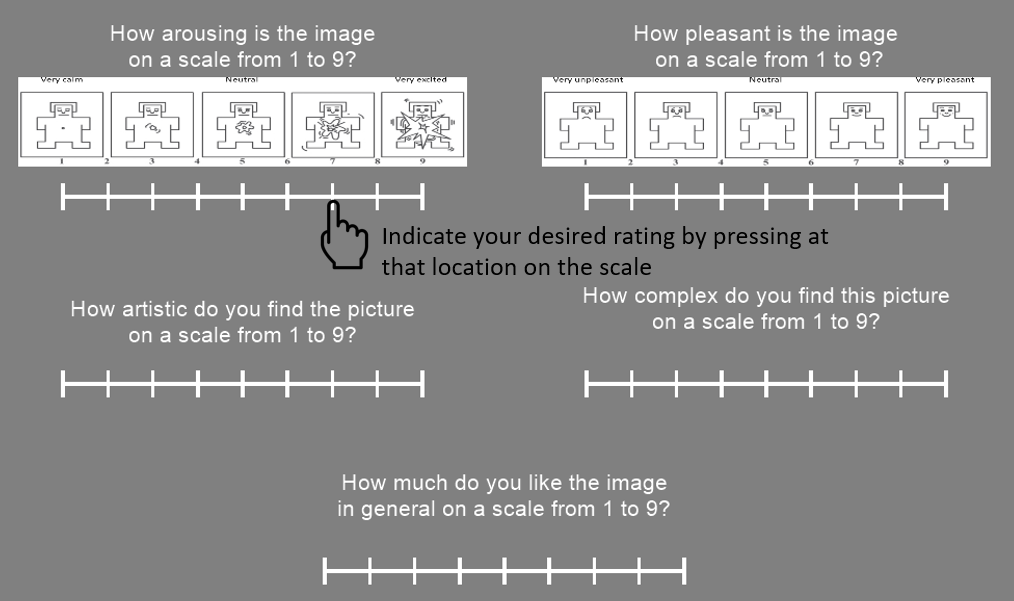 How arousing is the image
on a scale from 1 to 9?
Very calm Neutral Very excited
1 2 3 4 5 6 7 8 9
How pleasant is the image
on a scale from 1 to 9?
Very unpleasant Neutral Very pleasant
1 2 3 4 5 6 7 8 9
Indicate your desired rating by pressing at
that location on the scale
How artistic do you find the picture
on a scale from 1 to 9?
How complex do you find this picture
on a scale from 1 to 9?
How much do you like the image
in general on a scale from 1 to 9?